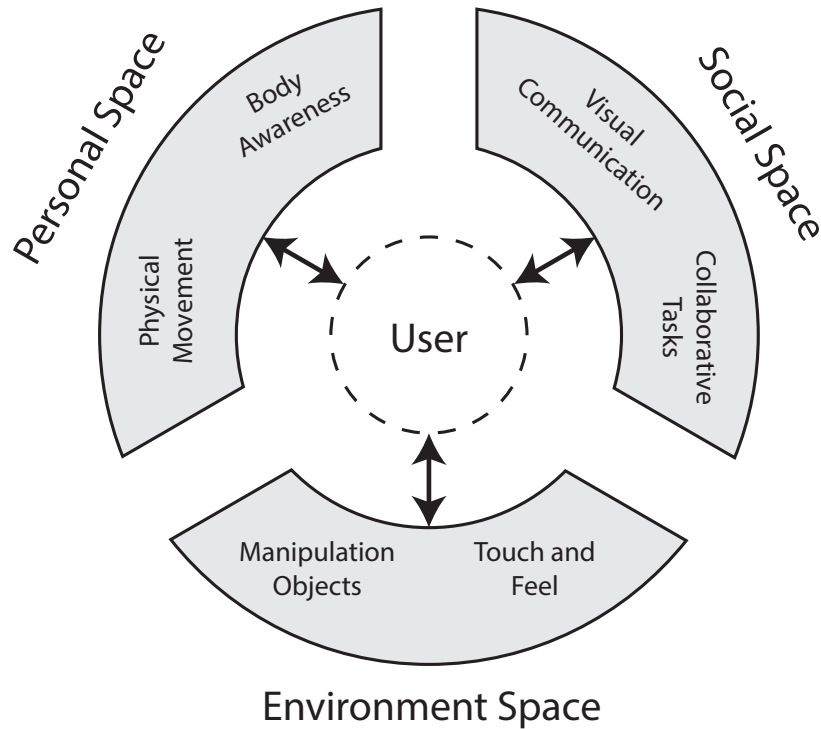 Personal Space
Body
Awareness
Physical
Movement
Social Space
Visual
Communication
Collaborative
Tasks
User
Manipulation
Objects
Touch and
Feel
Environment Space